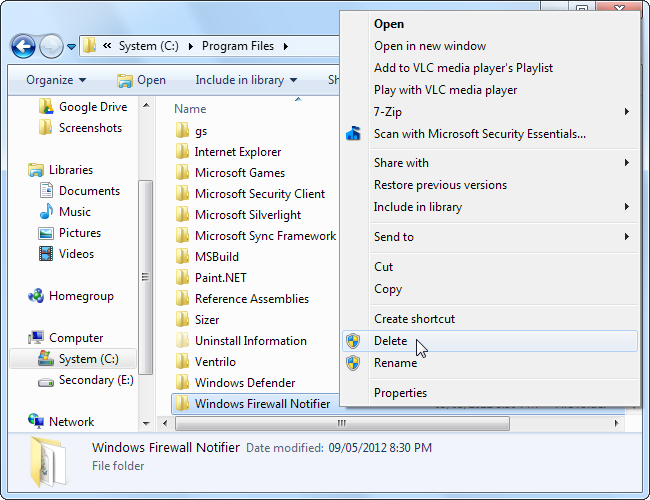 « System (C:) ▸ Program Files ▸
Organize ▾ Open Include in library ▾ Sh
Google Drive
Screenshots
Libraries
Documents
Music
Pictures
Videos
Homegroup
Computer
System (C:)
Secondary (E:)
Network
Name
gs
Internet Explorer
Microsoft Games
Microsoft Security Client
Microsoft Silverlight
Microsoft Sync Framework
MSBuild
Paint.NET
Reference Assemblies
Sizer
Uninstall Information
Ventrilo
Windows Defender
Windows Firewall Notifier
Open
Open in new window
Add to VLC media player's Playlist
Play with VLC media player
7-Zip
Scan with Microsoft Security Essentials...
Share with
Restore previous versions
Include in library
Send to
Cut
Copy
Create shortcut
Delete
Rename
Properties
Windows Firewall Notifier Date modified: 09/05/2012 8:30 PM
File folder